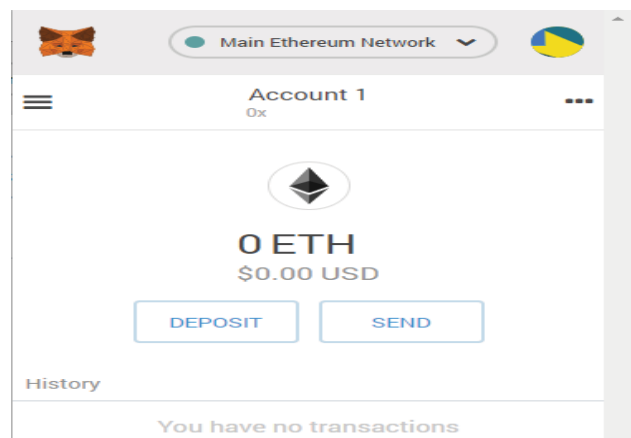 Main Ethereum Network
Account 1
0x
0 ETH
$0.00 USD
DEPOSIT
SEND
History
You have no transactions